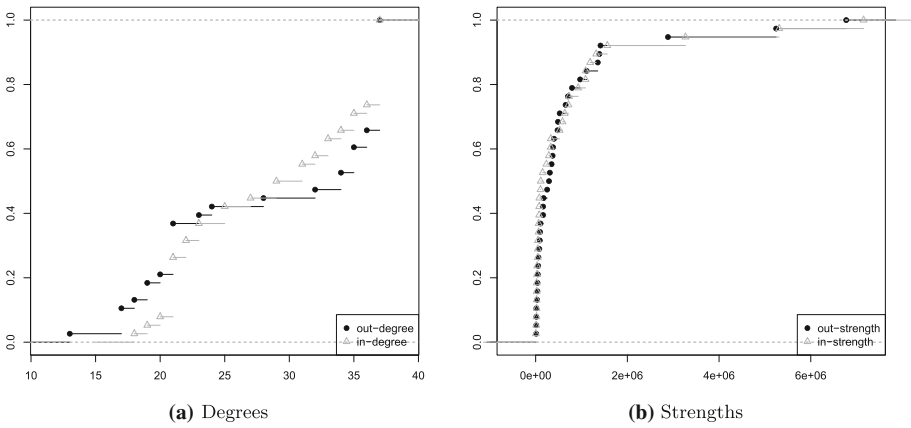 0.0 0.2 0.4 0.6 0.8 1.0
10 15 20 25 30 35 40
out−degree
in−degree
(a) Degrees
0.0 0.2 0.4 0.6 0.8 1.0
0e+00 2e+06 4e+06 6e+06
out−strength
in−strength
(b) Strengths